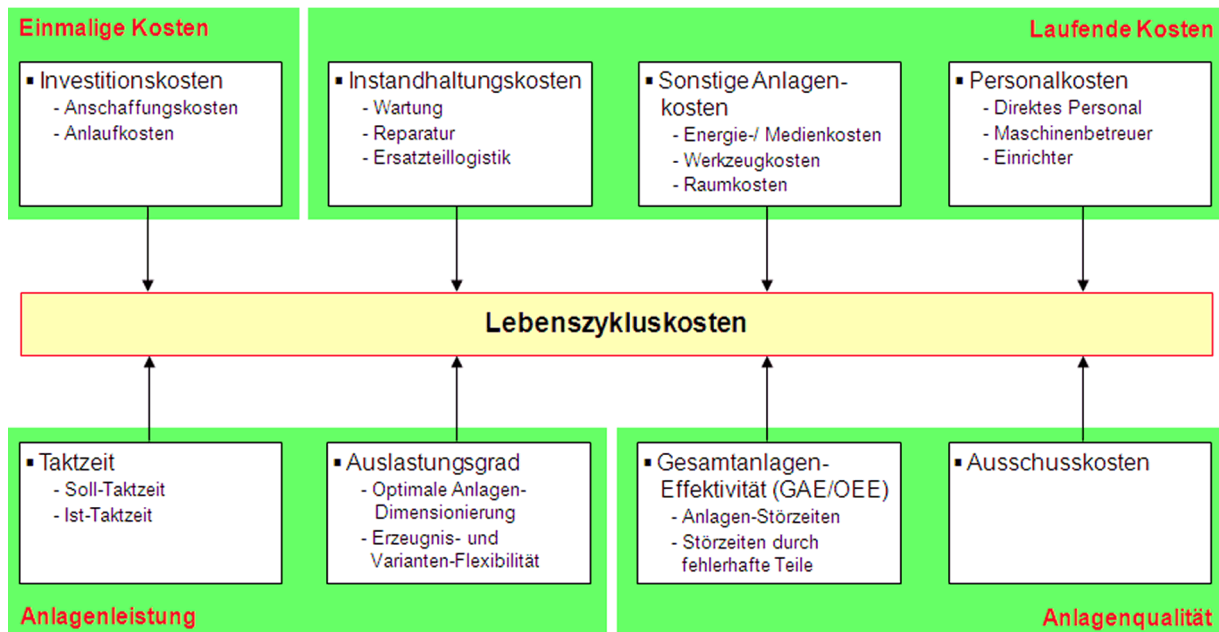 Einmalige Kosten
▪ Investitionskosten
- Anschaffungskosten
- Anlaufkosten
Laufende Kosten
▪ Instandhaltungskosten
- Wartung
- Reparatur
- Ersatzteillogistik
▪ Sonstige Anlagen-
kosten
- Energie-/ Medienkosten
- Werkzeugkosten
- Raumkosten
▪ Personalkosten
- Direktes Personal
- Maschinenbetreuer
- Einrichter
Lebenszykluskosten
▪ Taktzeit
- Soll-Taktzeit
- Ist-Taktzeit
▪ Auslastungsgrad
- Optimale Anlagen-
Dimensionierung
- Erzeugnis- und
Varianten-Flexibilität
Anlagenleistung
▪ Gesamtanlagen-
Effektivität (GAE/OEE)
- Anlagen-Störzeiten
- Störzeiten durch
fehlerhafte Teile
▪ Ausschusskosten
Anlagenqualität